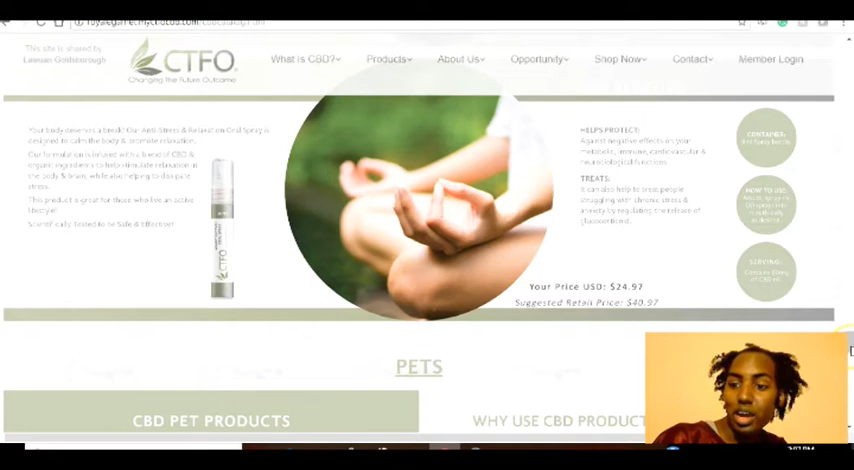 This site is shared by
Lawuan Goldsborough
CTFO
Changing The Future Outcome
What is CBD?
Products
About Us
Opportunity
Shop Now
Contact
Member Login
Your body deserves a break! Our Anti-Stress & Relaxation Oral Spray is
designed to calm the body & promote relaxation.
Our formulation is infused with a blend of CBD &
organic ingredients to help stimulate relaxation in
the body & brain, while also helping to dissipate
stress.
This product is great for those who live an active
lifestyle!
Scientifically Tested to be Safe & Effective!
CTFO
HELPS PROTECT:
Against negative effects on your
metabolic, immune, cardiovascular &
neurological functions
TREATS:
It can also help to treat people
struggling with chronic stress &
anxiety by regulating the release of
glucocorticoid.
CONTAINER:
HOW TO USE:
SERVING:
Your Price USD: $24.97
Suggested Retail Price: $40.97
PETS
CBD PET PRODUCTS
WHY USE CBD PRODUCT